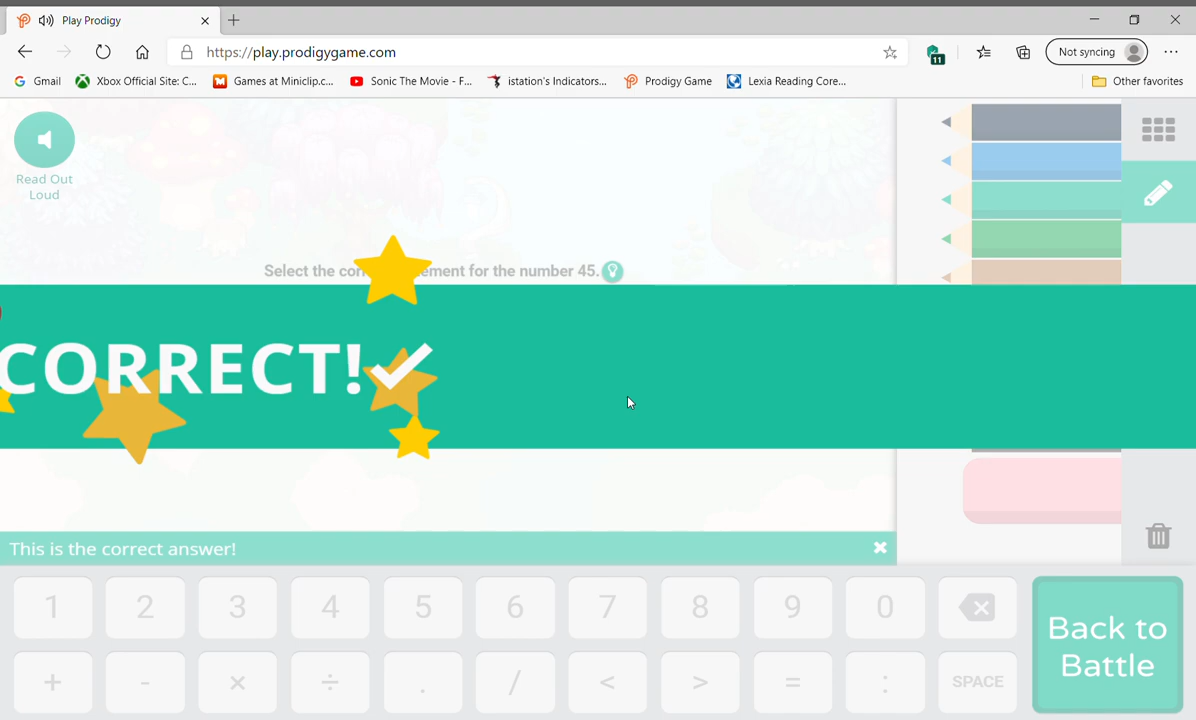 Play Prodigy
https://play.prodigygame.com
11
Not syncing
Gmail
Xbox Official Site: C...
Games at Miniclip.c...
Sonic The Movie - F...
istation's Indicators...
Prodigy Game
Lexia Reading Core...
Other favorites
Read Out
Loud
Select the ement for the number 45.
CORRECT!
This is the correct answer!
1 2 3 4 5 6 7 8 9 0
+ - × ÷ . / < > = : SPACE
Back to
Battle